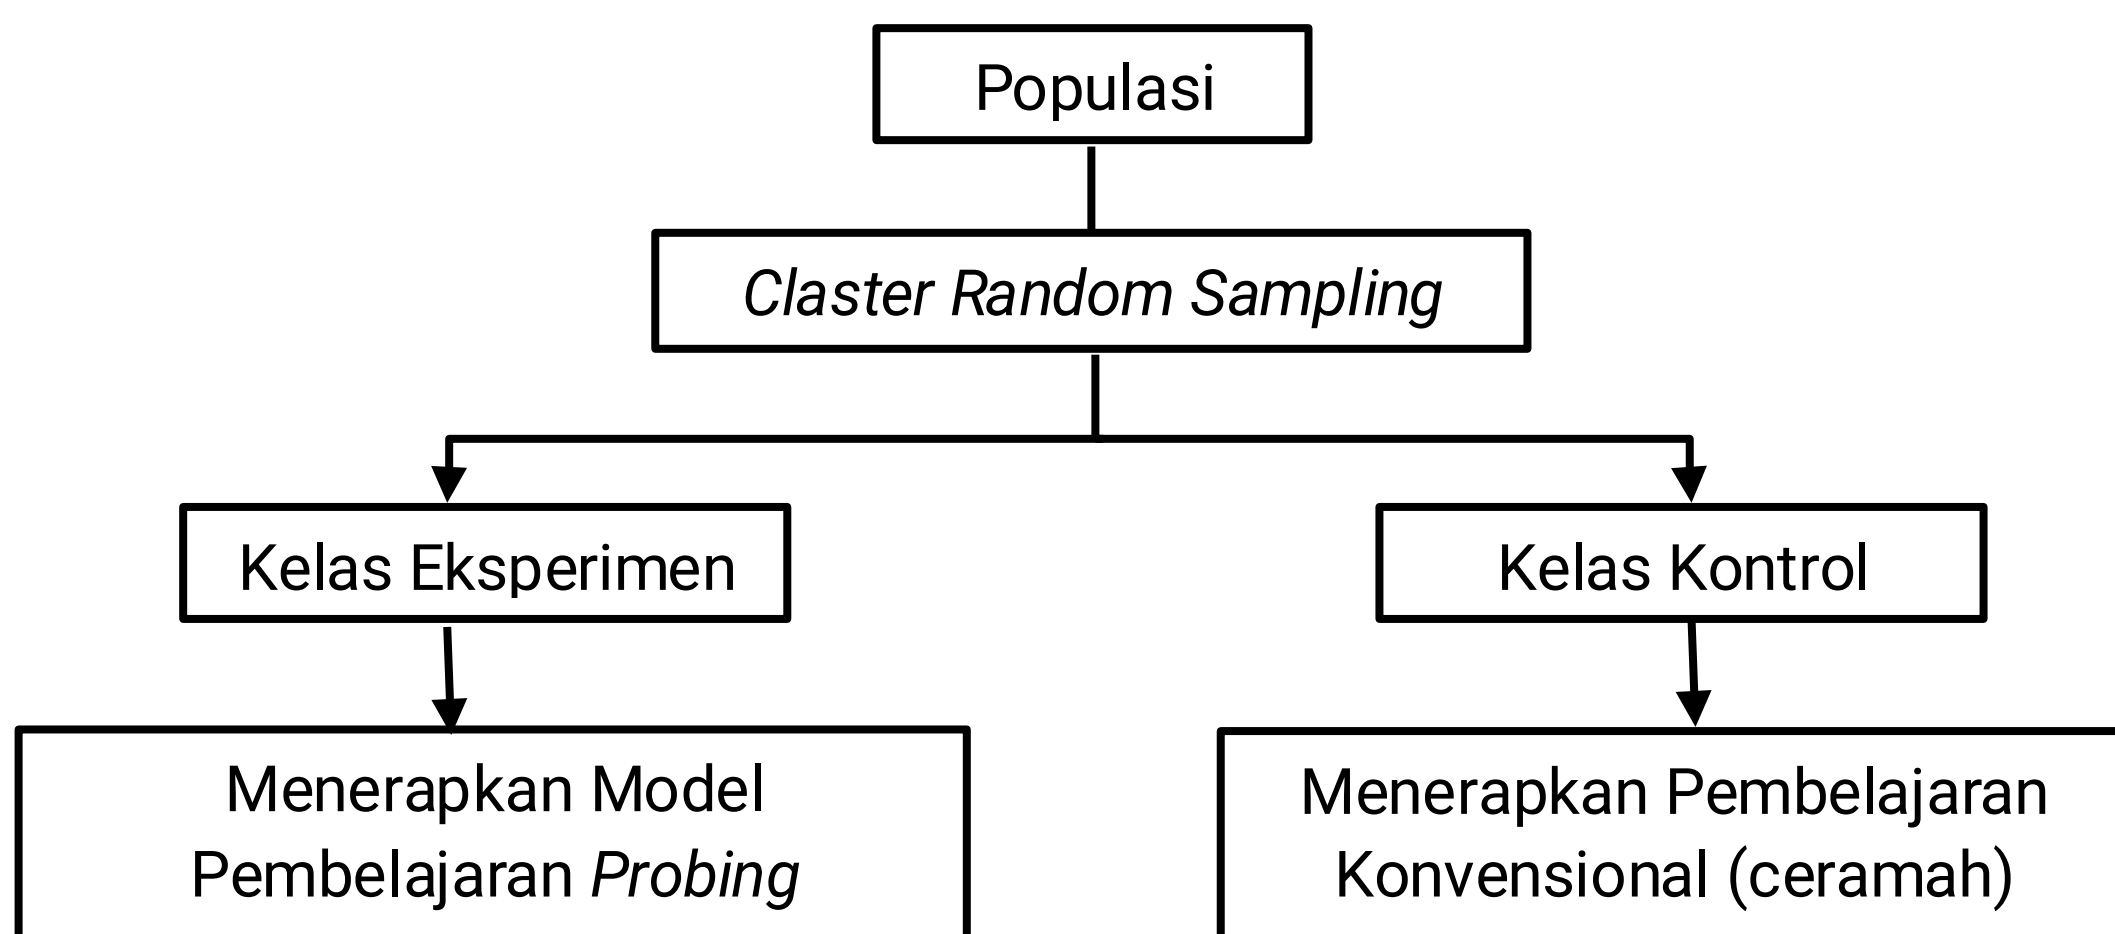 Populasi
Claster Random Sampling
Kelas Eksperimen
Kelas Kontrol
Menerapkan Model
Pembelajaran Probing
Menerapkan Pembelajaran
Konvensional (ceramah)